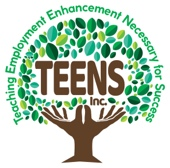 Teaching Employment Enhancement Necessary for Success
TEENS
Inc.